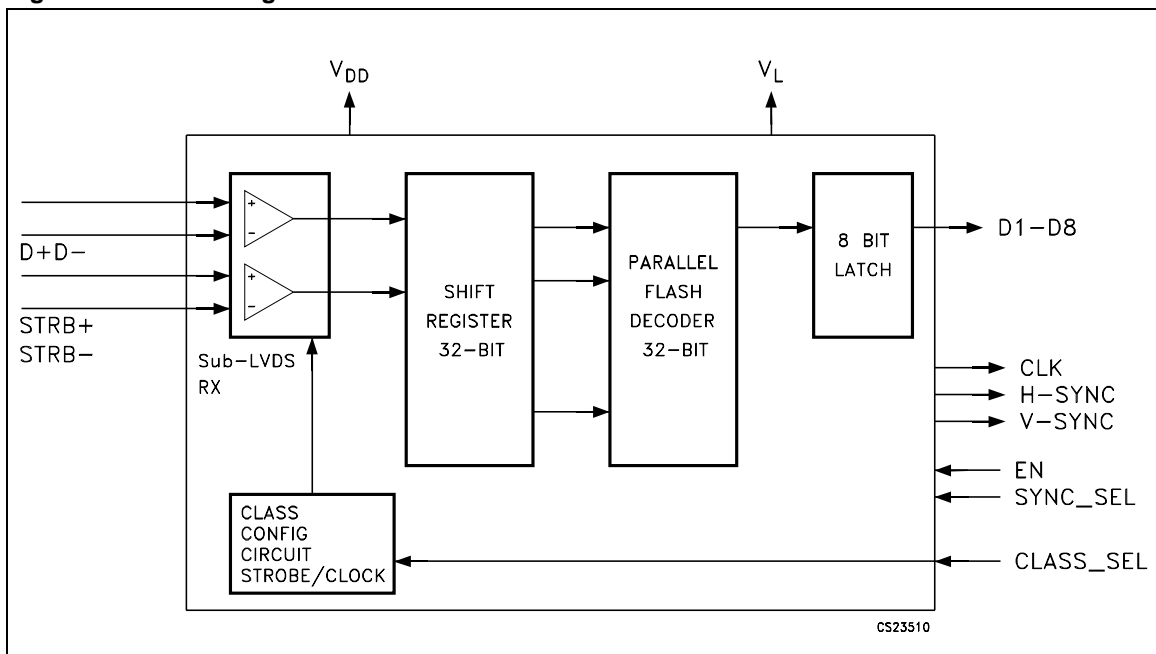 V_DD
V_L
D+D-
STRB+
STRB-
+
-
+
-
Sub-LVDS
RX
SHIFT
REGISTER
32-BIT
PARALLEL
FLASH
DECODER
32-BIT
8 BIT
LATCH
D1-D8
CLK
H-SYNC
V-SYNC
EN
SYNC_SEL
CLASS_SEL
CLASS
CONFIG
CIRCUIT
STROBE/CLOCK
CS23510